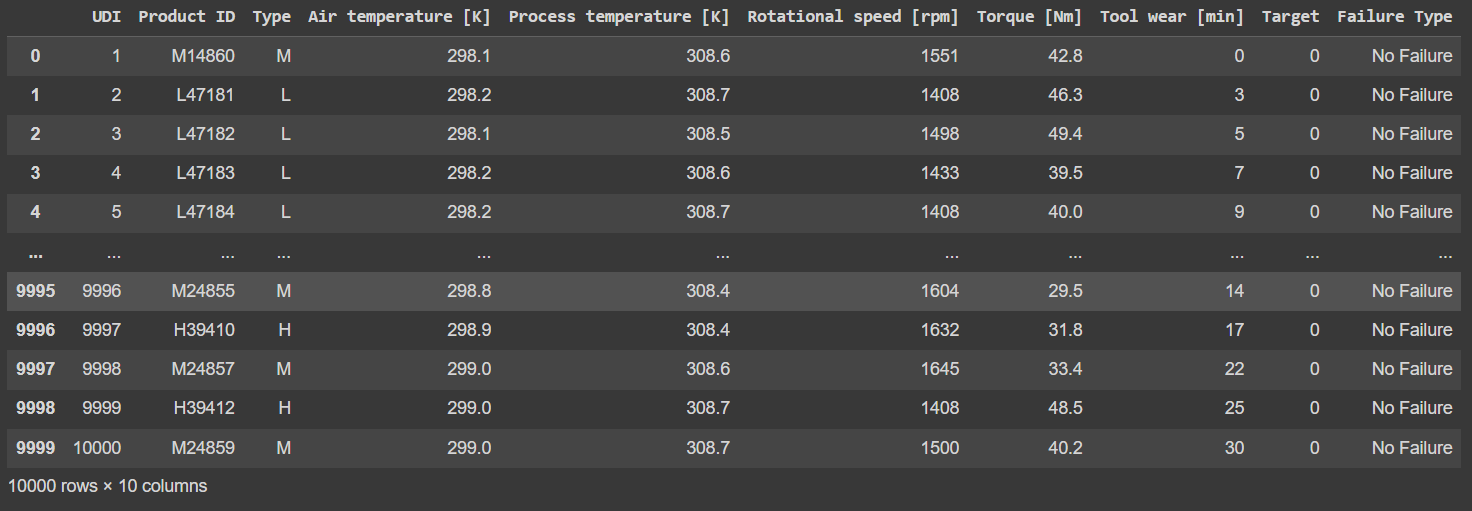 UDI Product ID Type Air temperature [K] Process temperature [K] Rotational speed [rpm] Torque [Nm] Tool wear [min] Target Failure Type
0 1 M14860 M 298.1 308.6 1551 42.8 0 0 No Failure
1 2 L47181 L 298.2 308.7 1408 46.3 3 0 No Failure
2 3 L47182 L 298.1 308.5 1498 49.4 5 0 No Failure
3 4 L47183 L 298.2 308.6 1433 39.5 7 0 No Failure
4 5 L47184 L 298.2 308.7 1408 40.0 9 0 No Failure
... ... ... ... ... ... ... ... ... ... ...
9995 9996 M24855 M 298.8 308.4 1604 29.5 14 0 No Failure
9996 9997 H39410 H 298.9 308.4 1632 31.8 17 0 No Failure
9997 9998 M24857 M 299.0 308.6 1645 33.4 22 0 No Failure
9998 9999 H39412 H 299.0 308.7 1408 48.5 25 0 No Failure
9999 10000 M24859 M 299.0 308.7 1500 40.2 30 0 No Failure
10000 rows × 10 columns